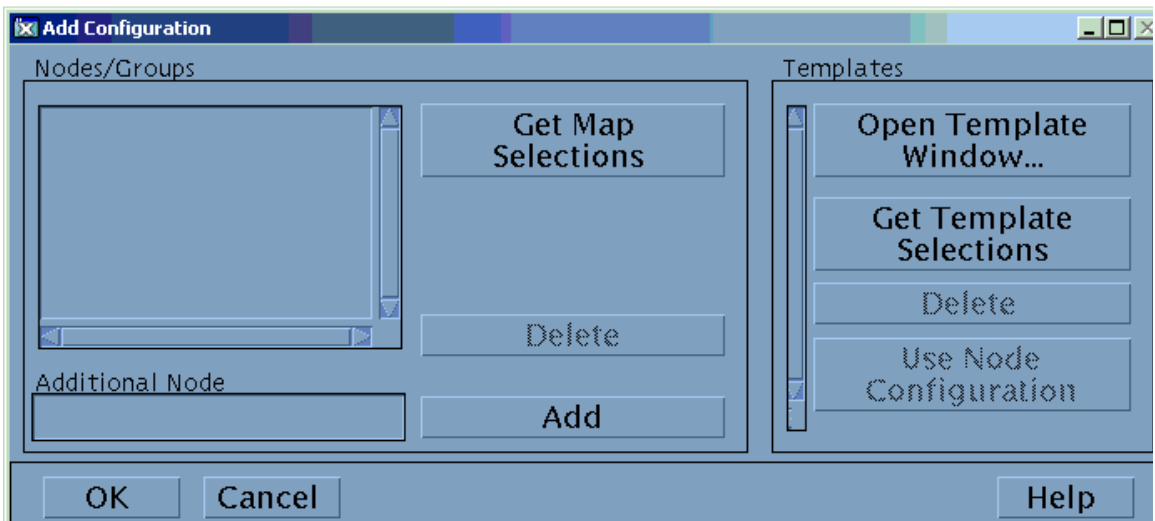 Add Configuration
Nodes/Groups
Get Map
Selections
Delete
Additional Node
Add
Templates
Open Template
Window...
Get Template
Selections
Delete
Use Node
Configuration
OK
Cancel
Help